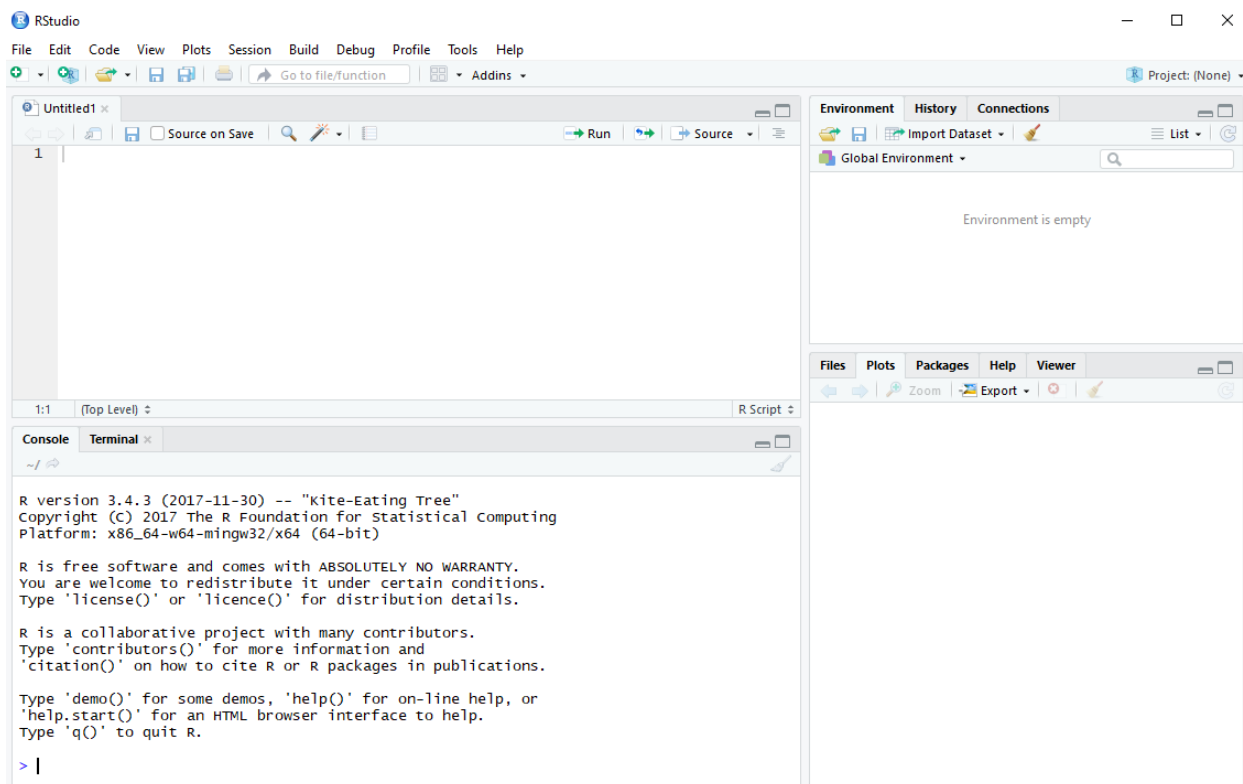 RStudio
File Edit Code View Plots Session Build Debug Profile Tools Help
Go to file/function Addins Project: (None)
Untitled1
Source on Save Run Source
1
1:1 (Top Level) R Script
Console Terminal
~/
R version 3.4.3 (2017-11-30) -- "Kite-Eating Tree"
Copyright (C) 2017 The R Foundation for Statistical Computing
Platform: x86_64-w64-mingw32/x64 (64-bit)
R is free software and comes with ABSOLUTELY NO WARRANTY.
You are welcome to redistribute it under certain conditions.
Type 'license()' or 'licence()' for distribution details.
R is a collaborative project with many contributors.
Type 'contributors()' for more information and
'citation()' on how to cite R or R packages in publications.
Type 'demo()' for some demos, 'help()' for on-line help, or
'help.start()' for an HTML browser interface to help.
Type 'q()' to quit R.
>
Environment History Connections
Import Dataset List
Global Environment
Environment is empty
Files Plots Packages Help Viewer
Zoom Export